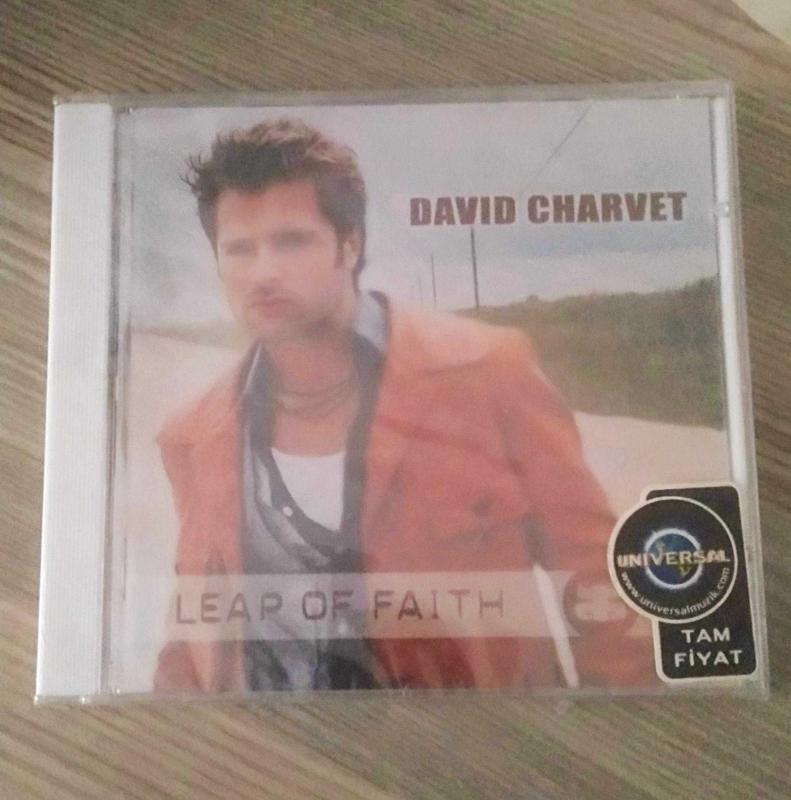 DAVID CHARVET
LEAP OF FAITH
UNIVERSAL
www.universalmuzik.com
TAM
FİYAT